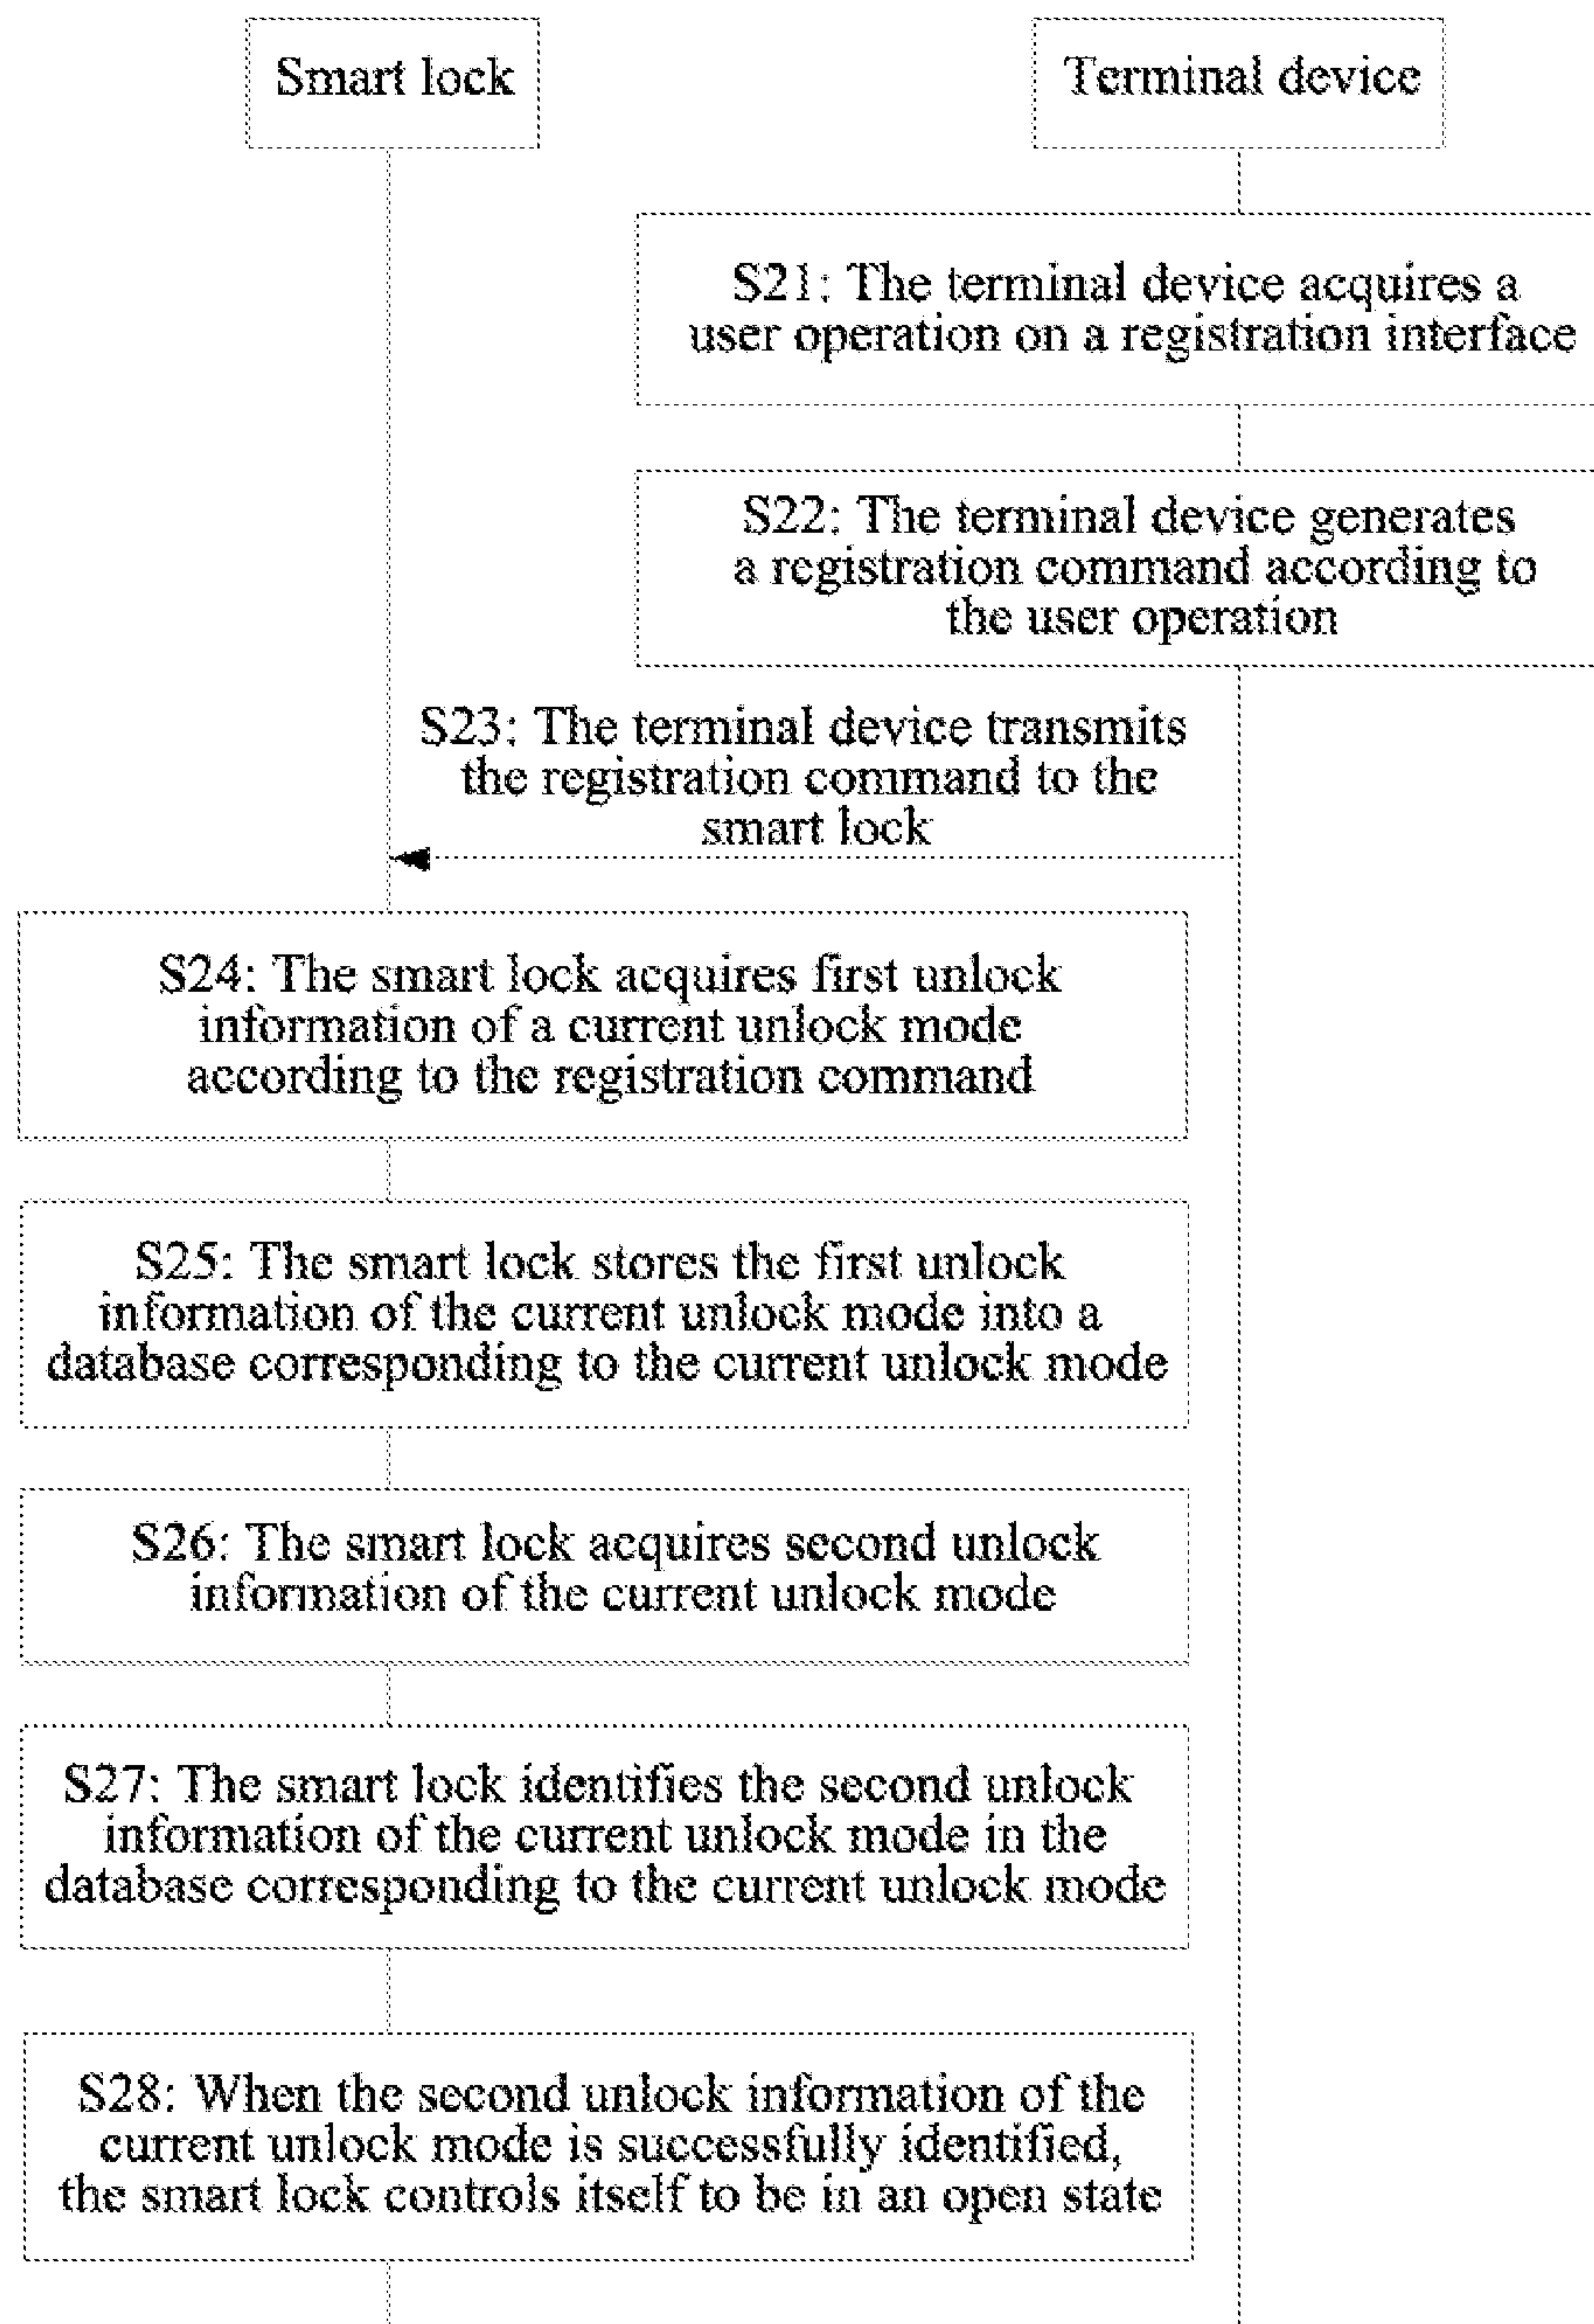 Smart lock
Terminal device
S21: The terminal device acquires a
user operation on a registration interface
S22: The terminal device generates
a registration command according to
the user operation
S23: The terminal device transmits
the registration command to the
smart lock
S24: The smart lock acquires first unlock
information of a current unlock mode
according to the registration command
S25: The smart lock stores the first unlock
information of the current unlock mode into a
database corresponding to the current unlock mode
S26: The smart lock acquires second unlock
information of the current unlock mode
S27: The smart lock identifies the second unlock
information of the current unlock mode in the
database corresponding to the current unlock mode
S28: When the second unlock information of the
current unlock mode is successfully identified,
the smart lock controls itself to be in an open state